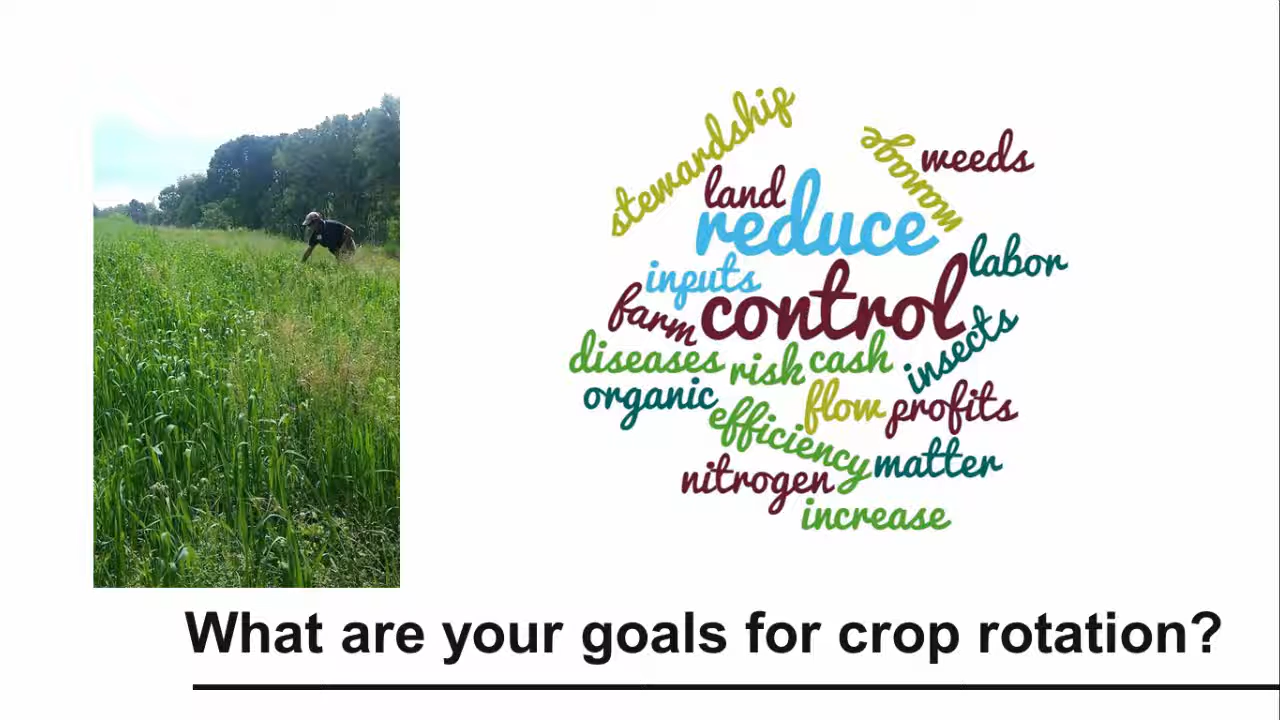 stewardship
manage
weeds
land
reduce
labor
inputs
control
farm
insects
diseases
risk
cash
organic
flow
profits
efficiency
matter
nitrogen
increase
What are your goals for crop rotation?